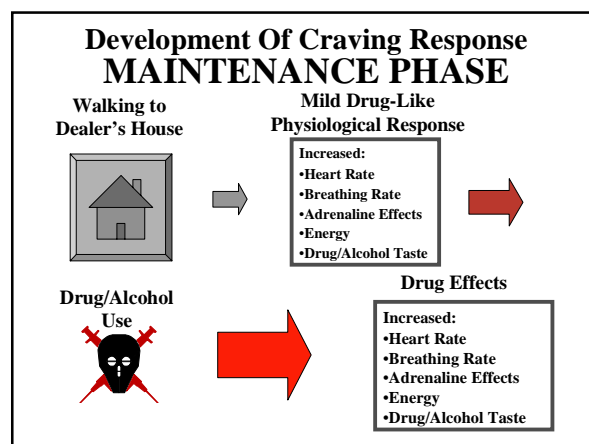 Development Of Craving Response
MAINTENANCE PHASE
Walking to
Dealer's House
Mild Drug-Like
Physiological Response
Increased:
•Heart Rate
•Breathing Rate
•Adrenaline Effects
•Energy
•Drug/Alcohol Taste
Drug/Alcohol
Use
Drug Effects
Increased:
•Heart Rate
•Breathing Rate
•Adrenaline Effects
•Energy
•Drug/Alcohol Taste